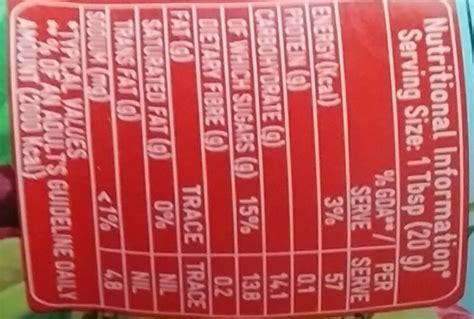 Nutritional Information*
Serving Size: 1 Tbsp (20 g)
%GDA**/ PER
SERVE SERVE
ENERGY (kcal) 3% 57
PROTEIN (g) 0.1
CARBOHYDRATE (g) 14.1
OF WHICH SUGARS (g) 15% 13.8
DIETARY FIBRE (g) 0.2
FAT (g) TRACE TRACE
SATURATED FAT (g) 0% NIL
TRANS FAT (g) NIL
SODIUM (mg) <1% 4.8
*TYPICAL VALUES
**% OF AN ADULT'S GUIDELINE DAILY
AMOUNT (2000 kcal)